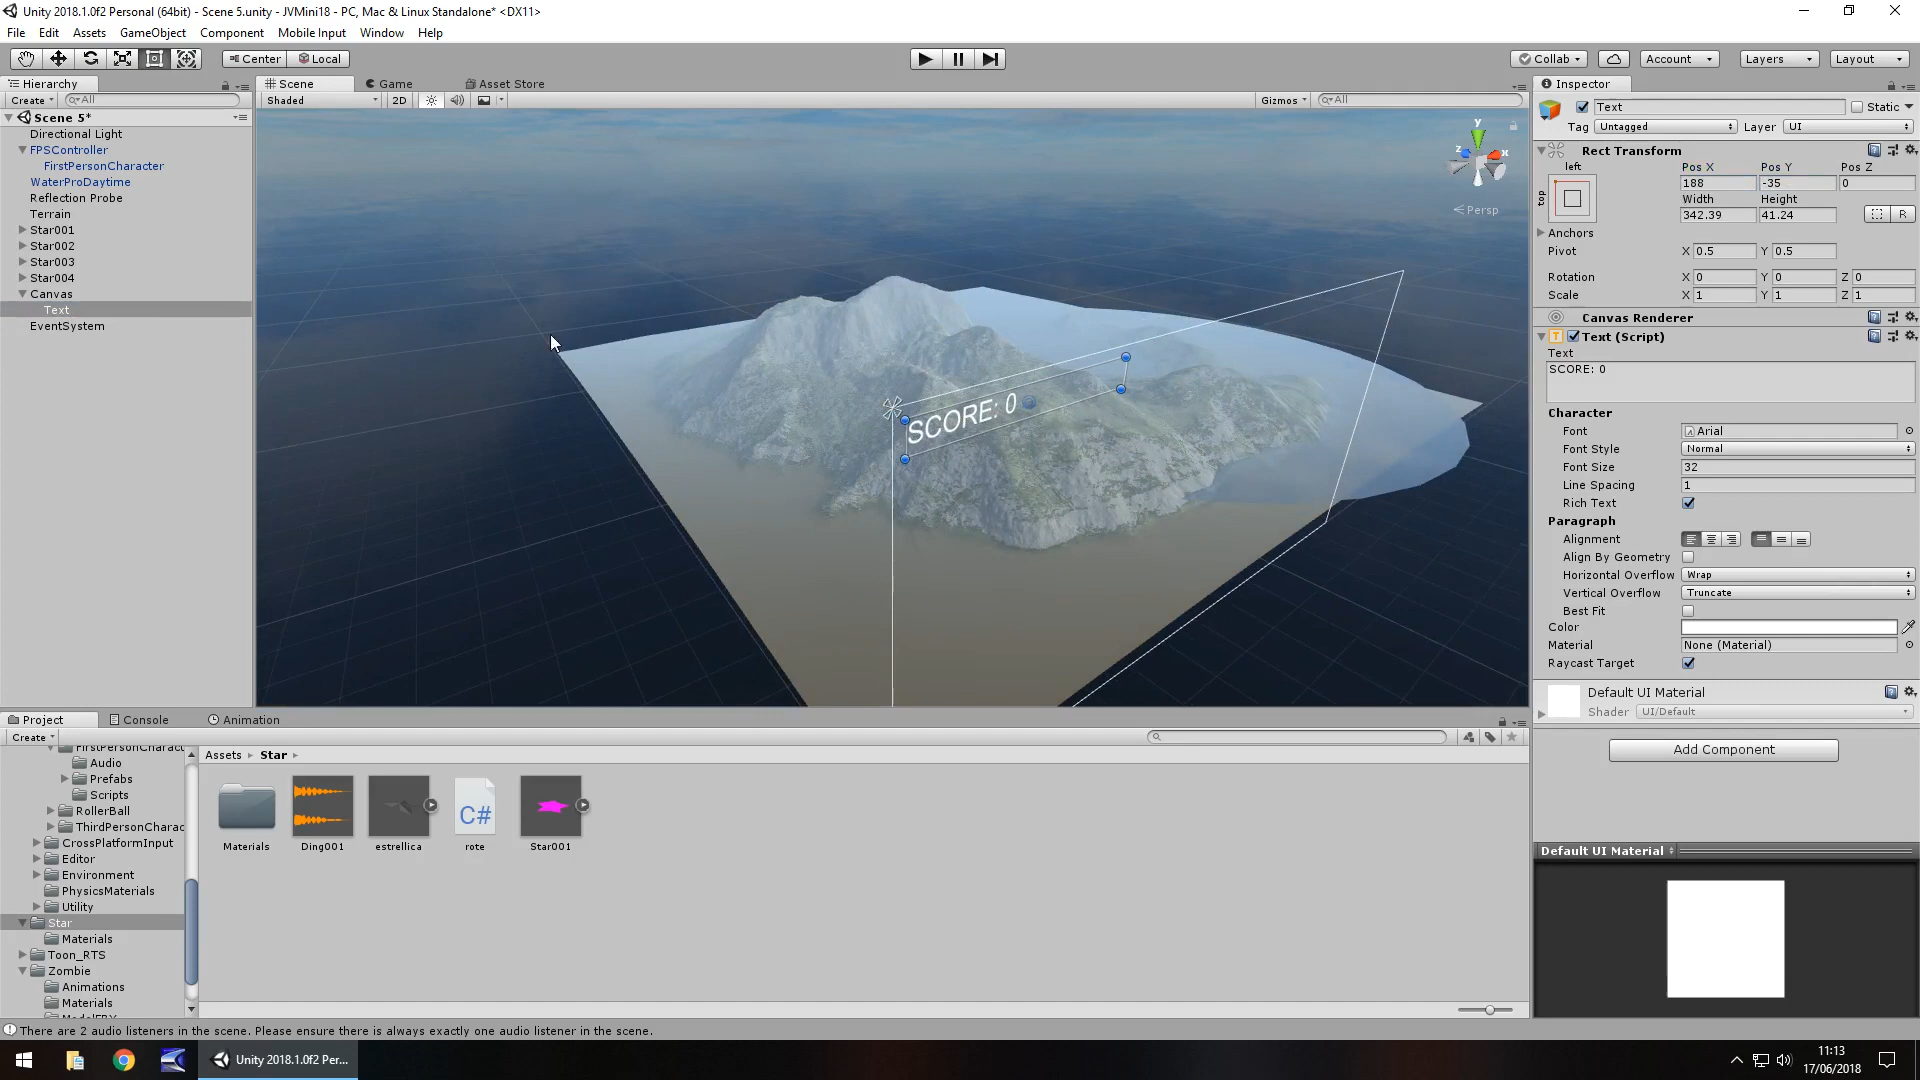 Unity 2018.1.0f2 Personal (64bit) - Scene 5.unity - JVMini18 - PC, Mac & Linux Standalone* <DX11>
File Edit Assets GameObject Component Mobile Input Window Help
Center Local Collab Account Layers Layout
Hierarchy
Create All
Scene 5*
Directional Light
FPSController
FirstPersonCharacter
WaterProDaytime
Reflection Probe
Terrain
Star001
Star002
Star003
Star004
Canvas
Text
EventSystem
Scene Game Asset Store
Shaded 2D Gizmos All
y
z x
Persp
SCORE: 0
Inspector
Text Static
Tag Untagged Layer UI
Rect Transform
left Pos X Pos Y Pos Z
top 188 -35 0
Width Height
342.39 41.24 R
Anchors
Pivot X 0.5 Y 0.5
Rotation X 0 Y 0 Z 0
Scale X 1 Y 1 Z 1
Canvas Renderer
Text (Script)
Text
SCORE: 0
Character
Font Arial
Font Style Normal
Font Size 32
Line Spacing 1
Rich Text
Paragraph
Alignment
Align By Geometry
Horizontal Overflow Wrap
Vertical Overflow Truncate
Best Fit
Color
Material None (Material)
Raycast Target
Default UI Material
Shader UI/Default
Add Component
Default UI Material
Project Console Animation
Create
FirstPersonCharact
Audio
Prefabs
Scripts
RollerBall
ThirdPersonCharac
CrossPlatformInput
Editor
Environment
PhysicsMaterials
Utility
Star
Materials
Toon_RTS
Zombie
Animations
Materials
Assets Star
C#
Materials Ding001 estrellica rote Star001
There are 2 audio listeners in the scene. Please ensure there is always exactly one audio listener in the scene.
Unity 2018.1.0f2 Per...
11:13
17/06/2018